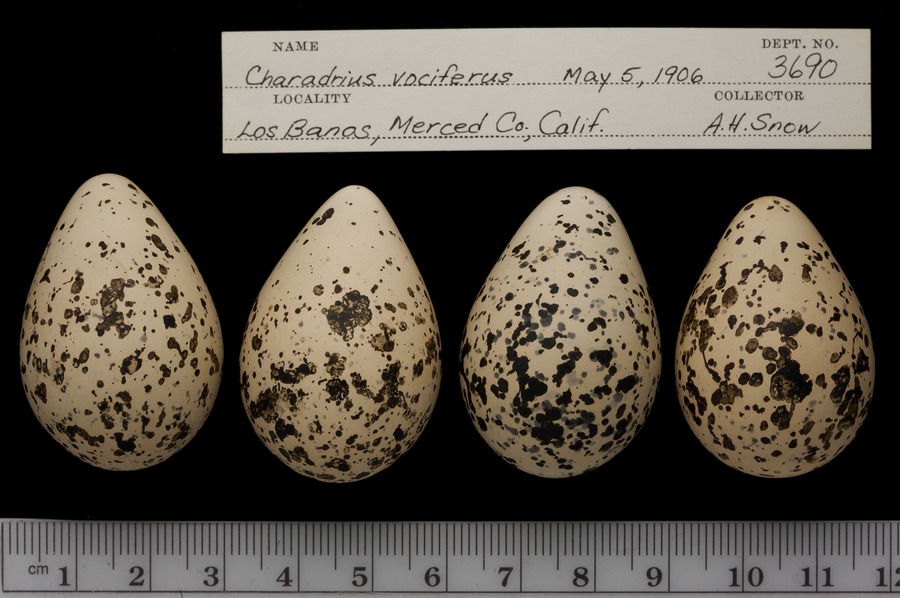 NAME DEPT. NO.
Charadrius vociferus May 5, 1906 3690
LOCALITY COLLECTOR
Los Banos, Merced Co., Calif. A.H. Snow
cm 1 2 3 4 5 6 7 8 9 10 11 12